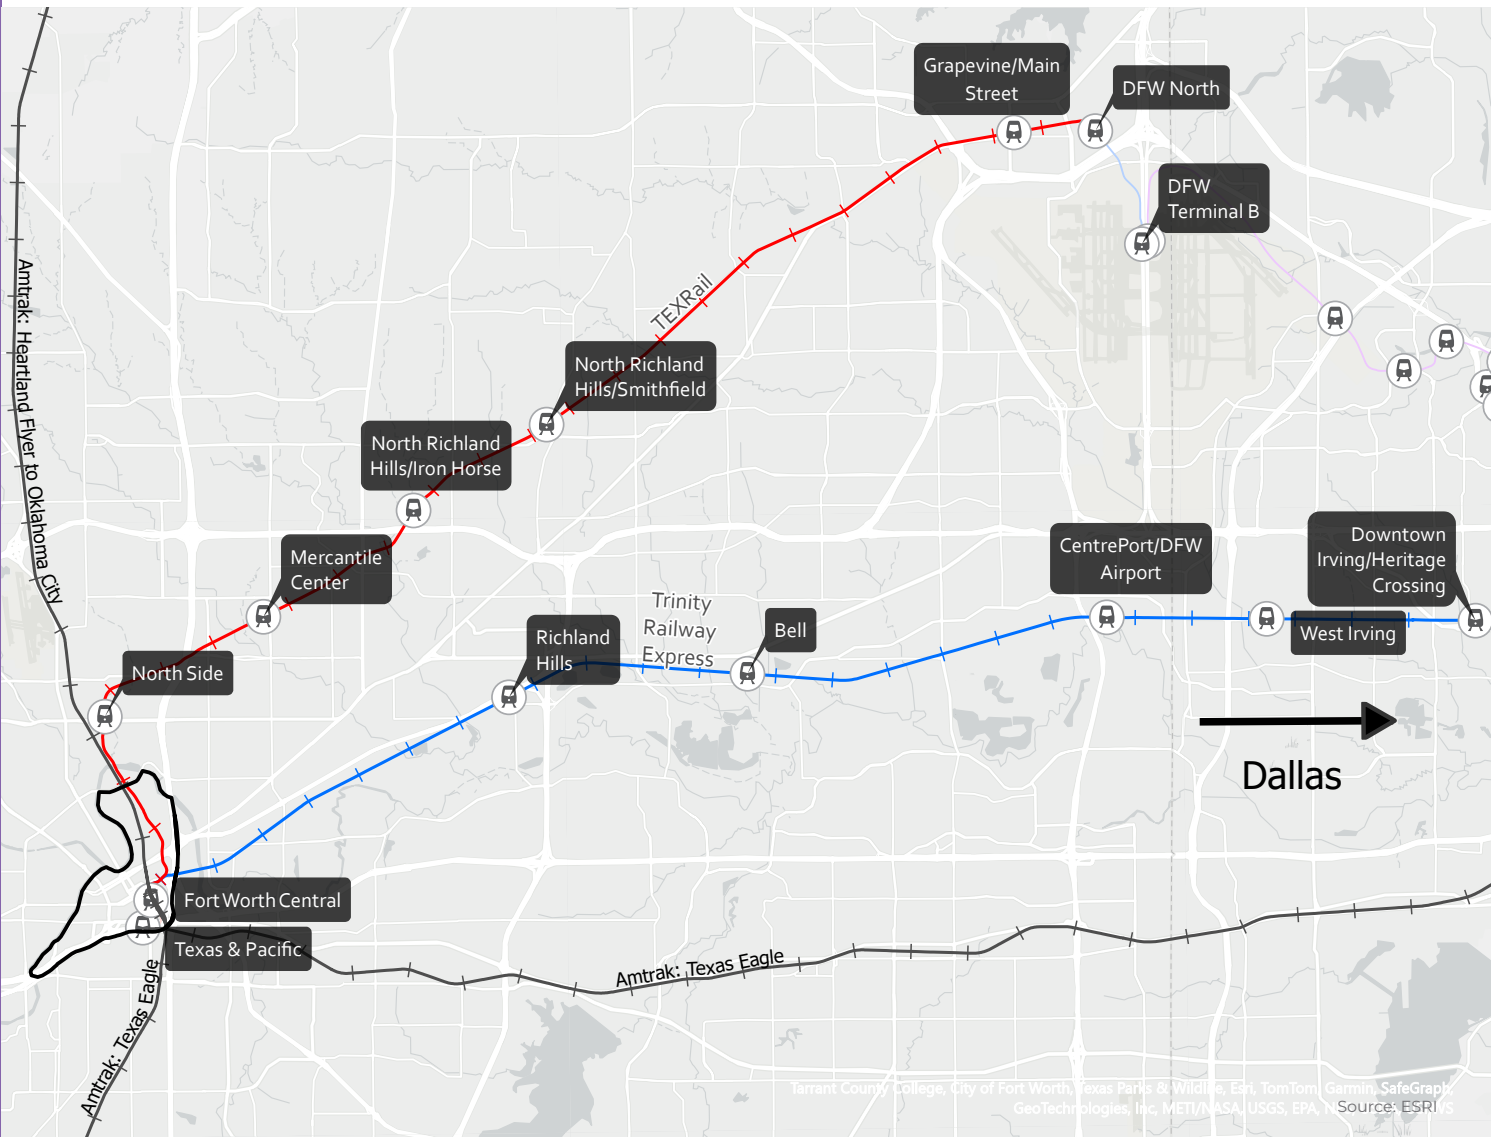 Grapevine/Main
Street
DFW North
DFW
Terminal B
Amtrak: Heartland Flyer to Oklahoma City
TEXRail
North Richland
Hills/Smithfield
North Richland
Hills/Iron Horse
Mercantile
Center
CentrePort/DFW
Airport
Downtown
Irving/Heritage
Crossing
Trinity
Railway
Express
Richland
Hills
Bell
West Irving
North Side
Dallas
Fort Worth Central
Texas & Pacific
Amtrak: Texas Eagle
Amtrak: Texas Eagle
Tarrant County College, City of Fort Worth, Texas Parks & Wildlife, Esri, TomTom, Garmin, SafeGraph,
GeoTechnologies, Inc, METI/NASA, USGS, EPA,
Source: ESRI